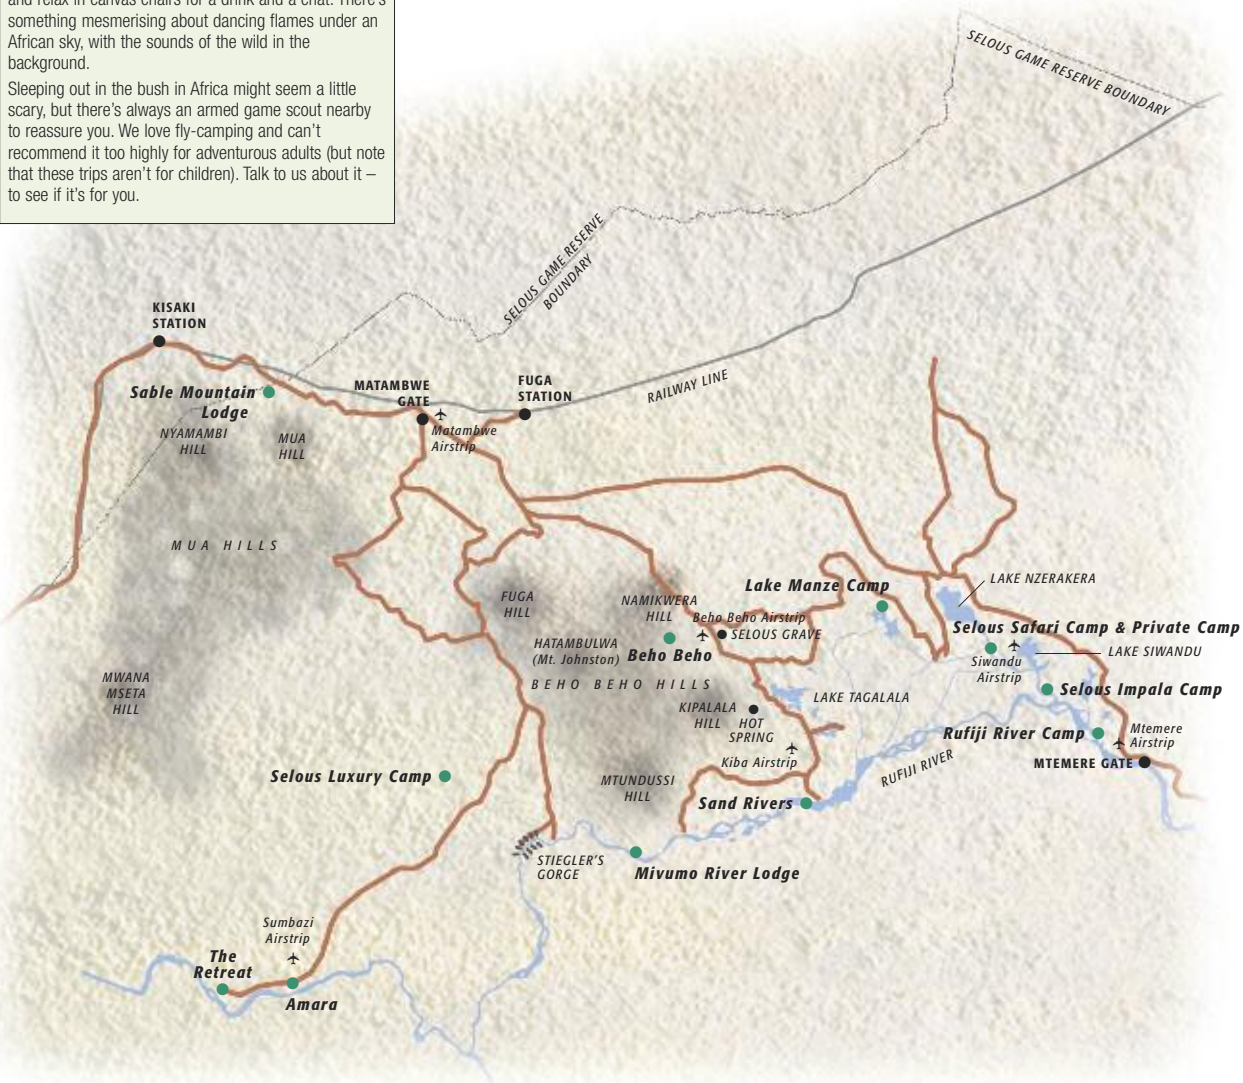 and relax in canvas chairs for a drink and a chat. There's
something mesmerising about dancing flames under an
African sky, with the sounds of the wild in the
background.
Sleeping out in the bush in Africa might seem a little
scary, but there's always an armed game scout nearby
to reassure you. We love fly-camping and can't
recommend it too highly for adventurous adults (but note
that these trips aren't for children). Talk to us about it –
to see if it's for you.
SELOUS GAME RESERVE BOUNDARY
SELOUS GAME RESERVE
BOUNDARY
KISAKI
STATION
Sable Mountain
Lodge
MATAMBWE
GATE
FUGA
STATION
RAILWAY LINE
Matambwe
Airstrip
NYAMAMBI
HILL
MUA
HILL
MUA HILLS
FUGA
HILL
NAMIKWERA
HILL
Lake Manze Camp
LAKE NZERAKERA
Beho Beho Airstrip
SELOUS GRAVE
Selous Safari Camp & Private Camp
HATAMBULWA
(Mt. Johnston)
Beho Beho
LAKE SIWANDU
Siwandu
Airstrip
MWANA
MSETA
HILL
BEHO BEHO HILLS
Selous Impala Camp
LAKE TAGALALA
KIPALALA
HILL
HOT
SPRING
Rufiji River Camp
Mtemere
Airstrip
Kiba Airstrip
MTEMERE GATE
RUFIJI RIVER
Selous Luxury Camp
MTUNDUSSI
HILL
Sand Rivers
STIEGLER'S
GORGE
Mivumo River Lodge
Sumbazi
Airstrip
The
Retreat
Amara